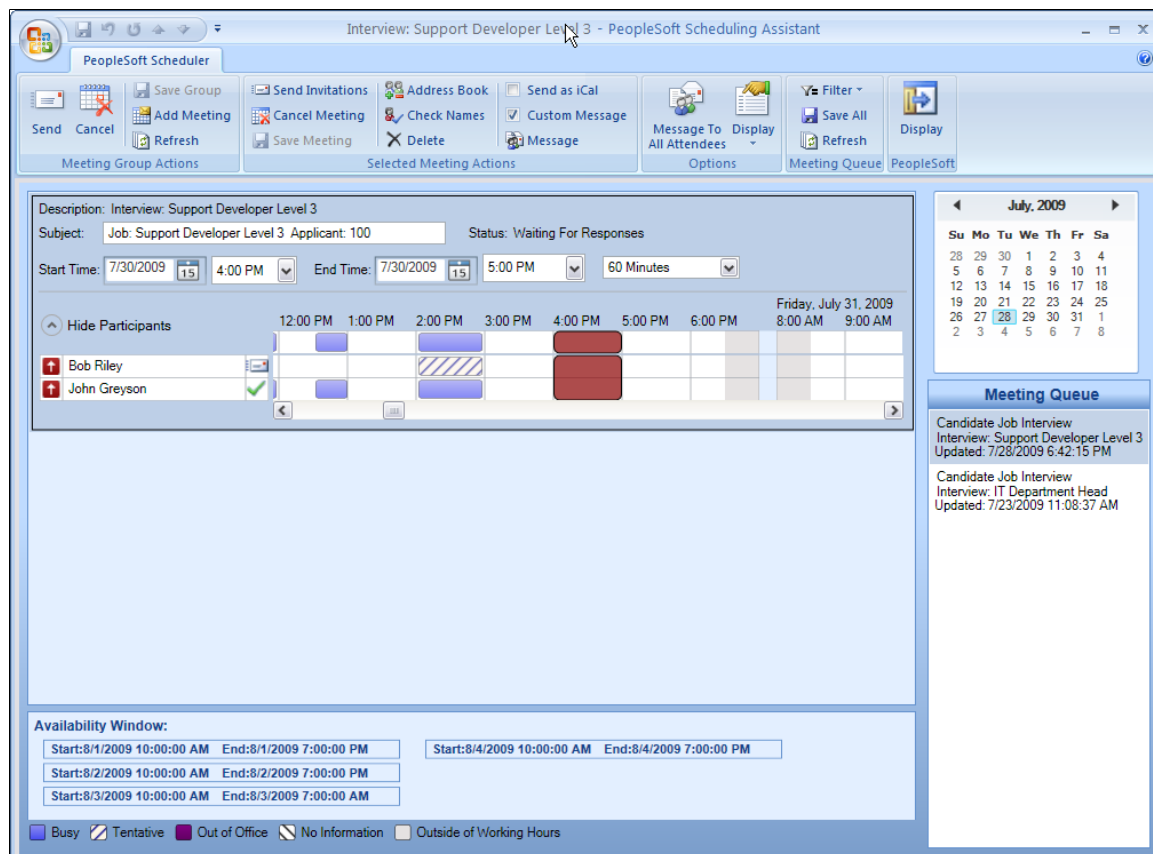 Interview: Support Developer Level 3 - PeopleSoft Scheduling Assistant
PeopleSoft Scheduler
Send
Cancel
Save Group
Add Meeting
Refresh
Meeting Group Actions
Send Invitations
Cancel Meeting
Save Meeting
Address Book
Check Names
Delete
Send as iCal
Custom Message
Message
Selected Meeting Actions
Message To
All Attendees
Display
Options
Filter
Save All
Refresh
Meeting Queue
Display
PeopleSoft
Description: Interview: Support Developer Level 3
Subject: Job: Support Developer Level 3 Applicant: 100 Status: Waiting For Responses
Start Time: 7/30/2009 15 4:00 PM End Time: 7/30/2009 15 5:00 PM 60 Minutes
Friday, July 31, 2009
Hide Participants 12:00 PM 1:00 PM 2:00 PM 3:00 PM 4:00 PM 5:00 PM 6:00 PM 8:00 AM 9:00 AM
Bob Riley
John Greyson
July, 2009
Su Mo Tu We Th Fr Sa
28 29 30 1 2 3 4
5 6 7 8 9 10 11
12 13 14 15 16 17 18
19 20 21 22 23 24 25
26 27 28 29 30 31 1
2 3 4 5 6 7 8
Meeting Queue
Candidate Job Interview
Interview: Support Developer Level 3
Updated: 7/28/2009 6:42:15 PM
Candidate Job Interview
Interview: IT Department Head
Updated: 7/23/2009 11:08:37 AM
Availability Window:
Start:8/1/2009 10:00:00 AM End:8/1/2009 7:00:00 PM
Start:8/4/2009 10:00:00 AM End:8/4/2009 7:00:00 PM
Start:8/2/2009 10:00:00 AM End:8/2/2009 7:00:00 PM
Start:8/3/2009 10:00:00 AM End:8/3/2009 7:00:00 AM
Busy Tentative Out of Office No Information Outside of Working Hours